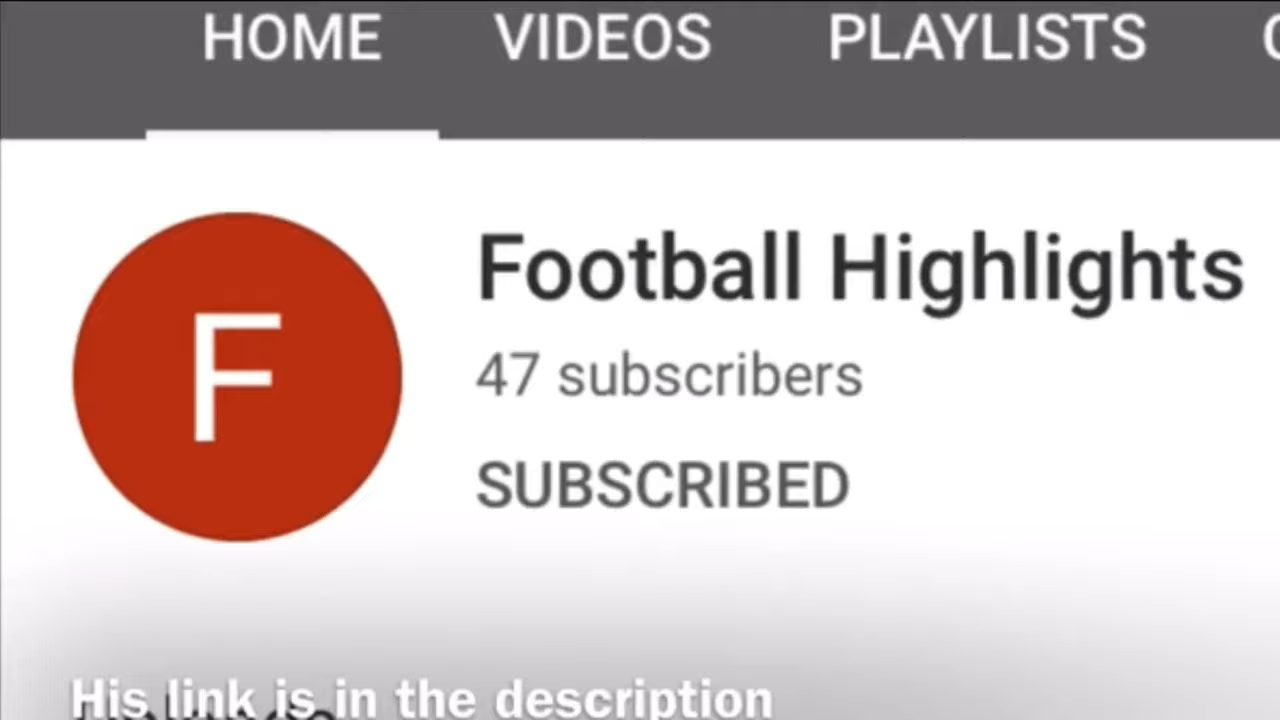 HOME VIDEOS PLAYLISTS
F
Football Highlights
47 subscribers
SUBSCRIBED
His link is in the description